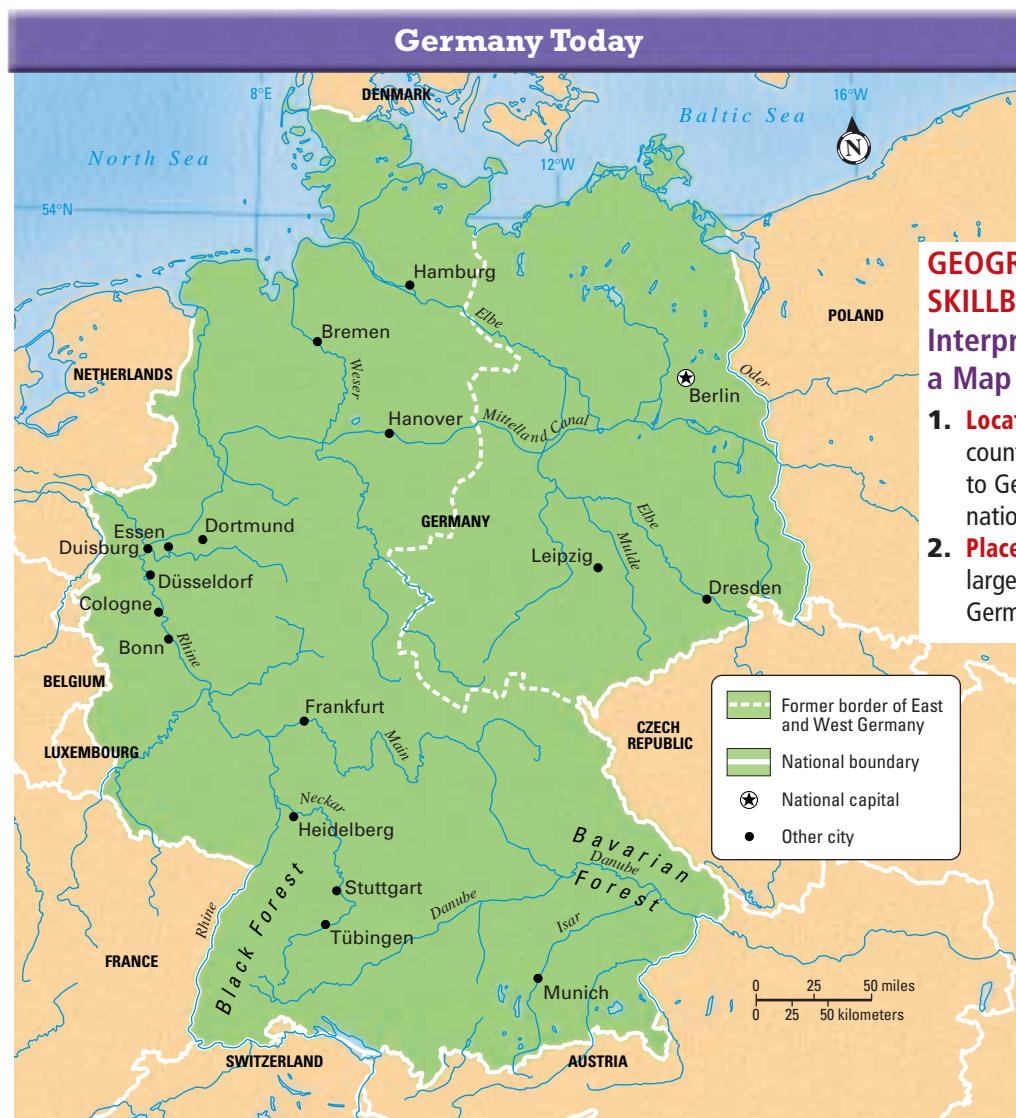 Germany Today
8°E
DENMARK
16°W
Baltic Sea
North Sea
N
12°W
54°N
Hamburg
Elbe
POLAND
Bremen
NETHERLANDS
Weser
Oder
Berlin
Hanover
Mittelland Canal
Essen
Dortmund
GERMANY
Elbe
Duisburg
Leipzig
Mulde
Düsseldorf
Dresden
Cologne
Bonn
Rhine
BELGIUM
Frankfurt
LUXEMBOURG
Main
CZECH
REPUBLIC
Neckar
Heidelberg
Bavarian
Forest
Danube
Stuttgart
Danube
Rhine
Black Forest
Isar
Tübingen
FRANCE
Munich
SWITZERLAND
AUSTRIA
GEOGR
SKILLB
Interpr
a Map
1. Locat
count
to Ge
natio
2. Place
large
Germ
Former border of East
and West Germany
National boundary
National capital
Other city
0 25 50 miles
0 25 50 kilometers